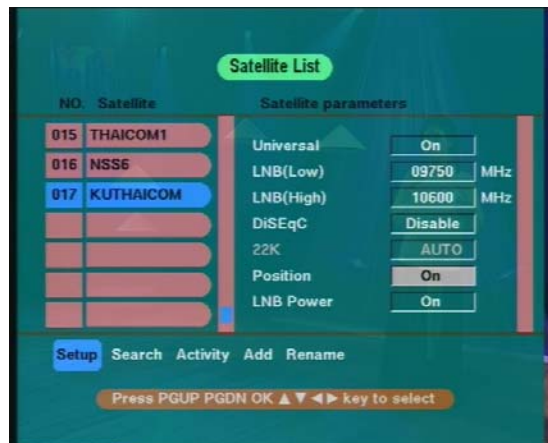 Satellite List
NO. Satellite Satellite parameters
015 THAICOM1
016 NSS6
017 KUTHAICOM
Universal On
LNB(Low) 09750 MHz
LNB(High) 10600 MHz
DiSEqC Disable
22K AUTO
Position On
LNB Power On
Setup Search Activity Add Rename
Press PGUP PGDN OK ▲ ▼ ◀ ▶ key to select